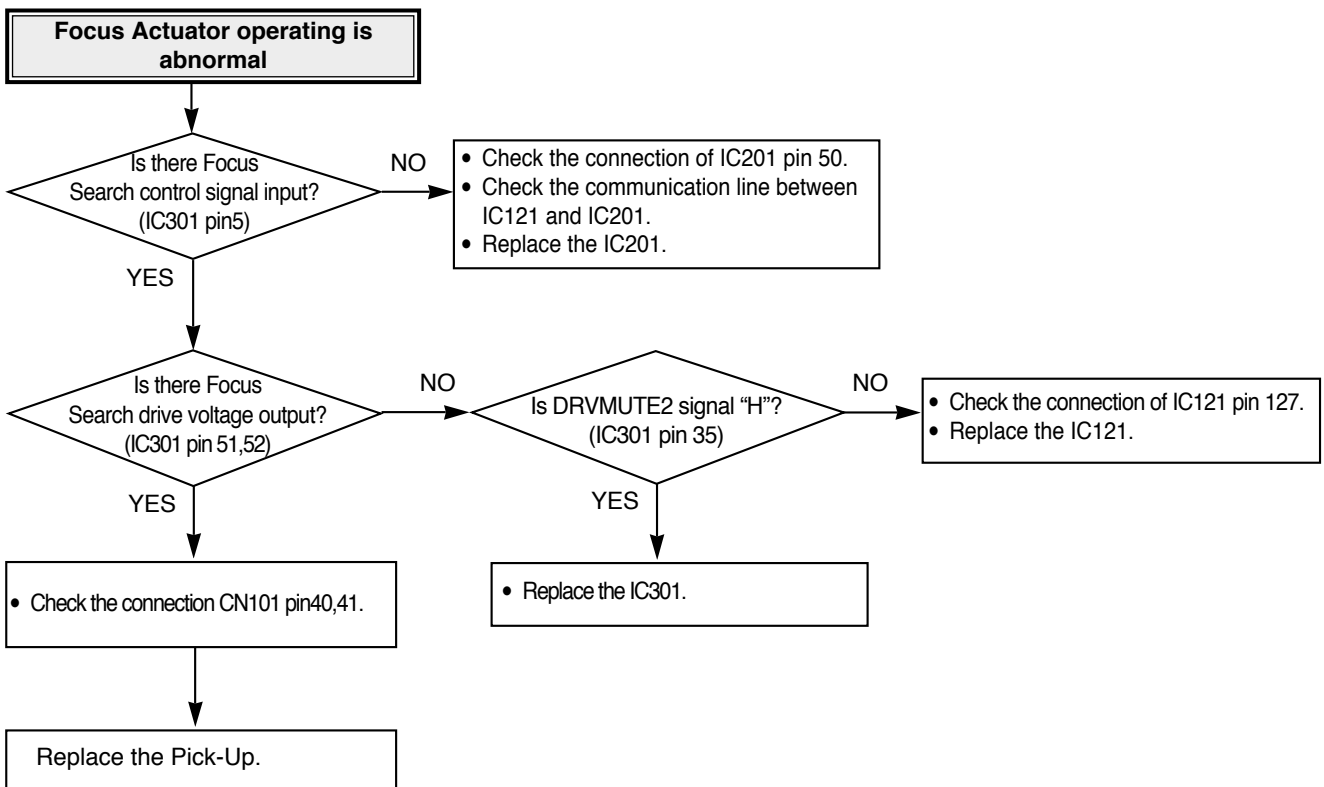 Focus Actuator operating is
abnormal
Is there Focus
Search control signal input?
(IC301 pin5)
NO
• Check the connection of IC201 pin 50.
• Check the communication line between
IC121 and IC201.
• Replace the IC201.
YES
Is there Focus
Search drive voltage output?
(IC301 pin 51,52)
NO
Is DRVMUTE2 signal “H”?
(IC301 pin 35)
NO
• Check the connection of IC121 pin 127.
• Replace the IC121.
YES
YES
• Check the connection CN101 pin40,41.
• Replace the IC301.
Replace the Pick-Up.